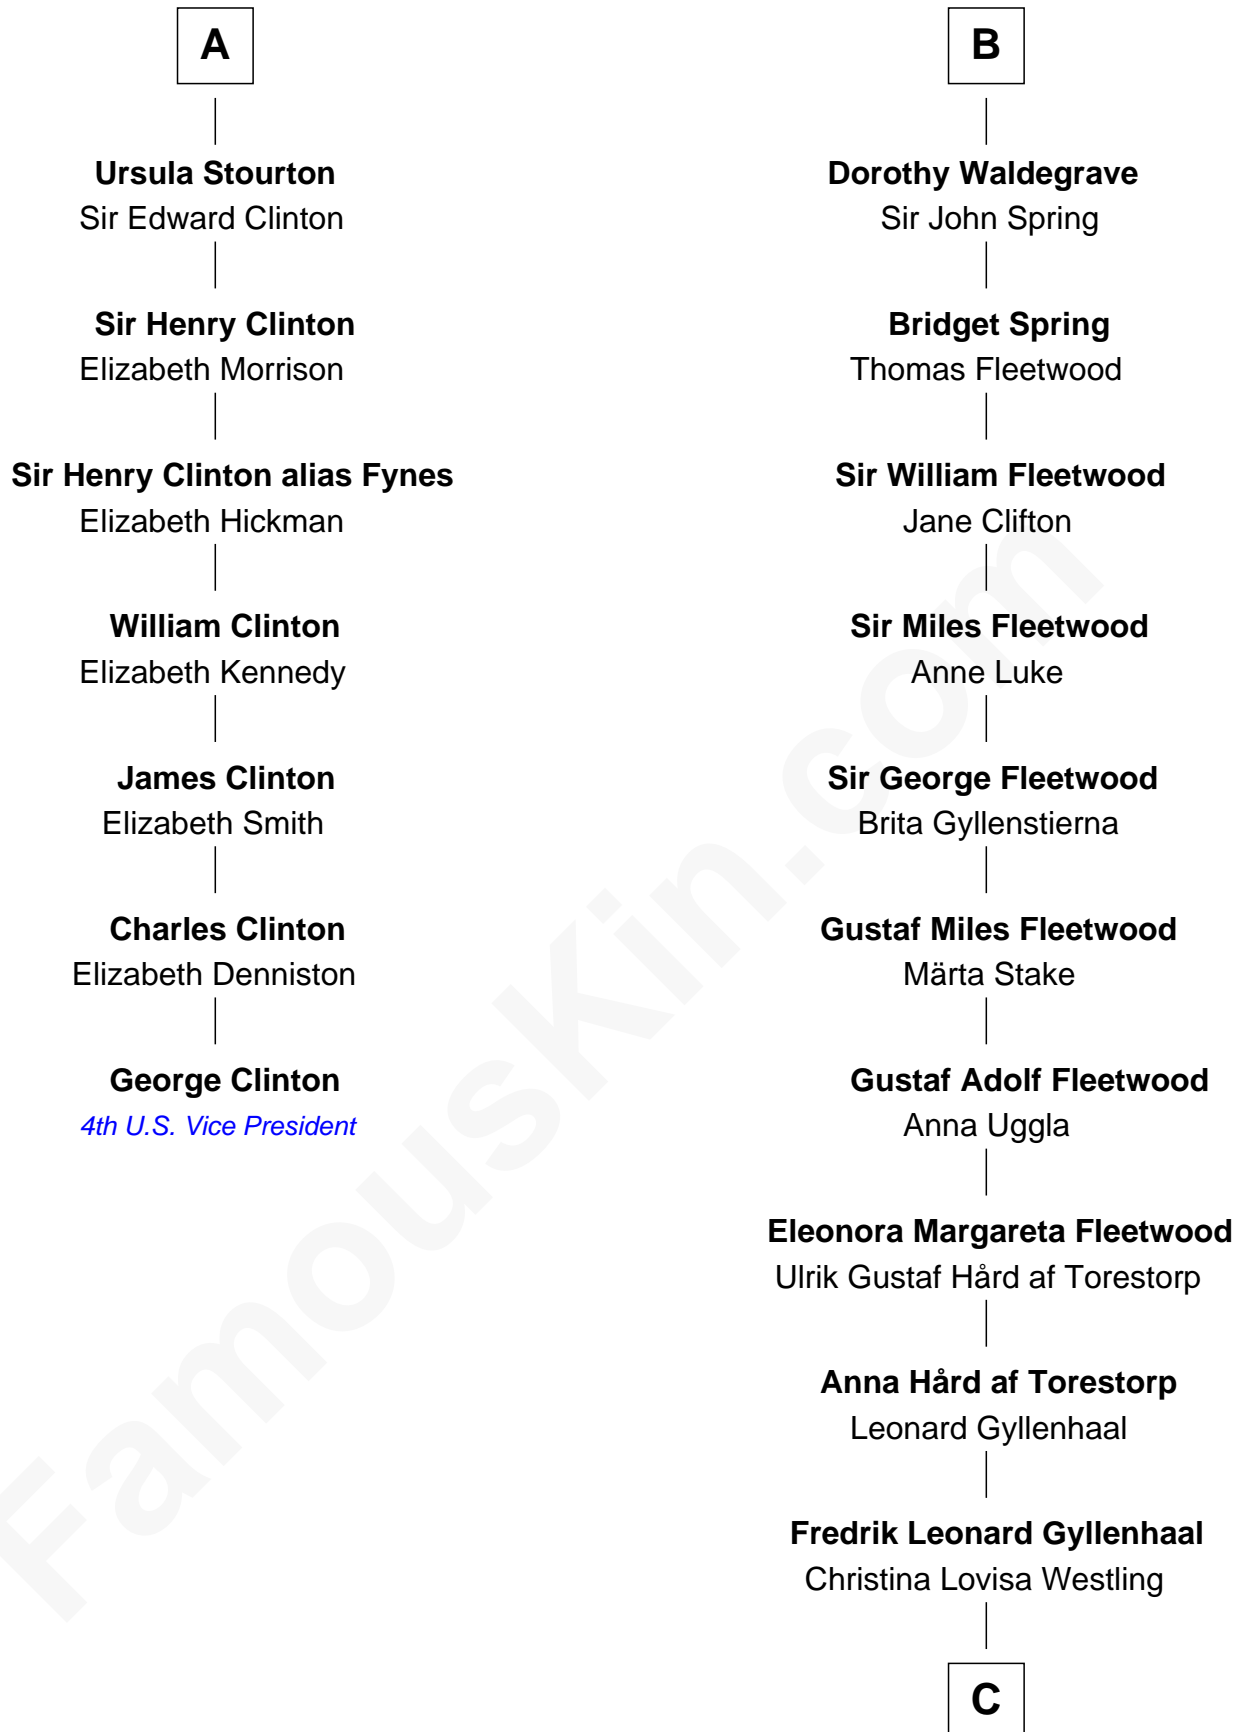 A
Ursula Stourton
Sir Edward Clinton
Sir Henry Clinton
Elizabeth Morrison
Sir Henry Clinton alias Fynes
Elizabeth Hickman
William Clinton
Elizabeth Kennedy
James Clinton
Elizabeth Smith
Charles Clinton
Elizabeth Denniston
George Clinton
4th U.S. Vice President
B
Dorothy Waldegrave
Sir John Spring
Bridget Spring
Thomas Fleetwood
Sir William Fleetwood
Jane Clifton
Sir Miles Fleetwood
Anne Luke
Sir George Fleetwood
Brita Gyllenstierna
Gustaf Miles Fleetwood
Märta Stake
Gustaf Adolf Fleetwood
Anna Uggla
Eleonora Margareta Fleetwood
Ulrik Gustaf Hård af Torestorp
Anna Hård af Torestorp
Leonard Gyllenhaal
Fredrik Leonard Gyllenhaal
Christina Lovisa Westling
C
FamousKin.com